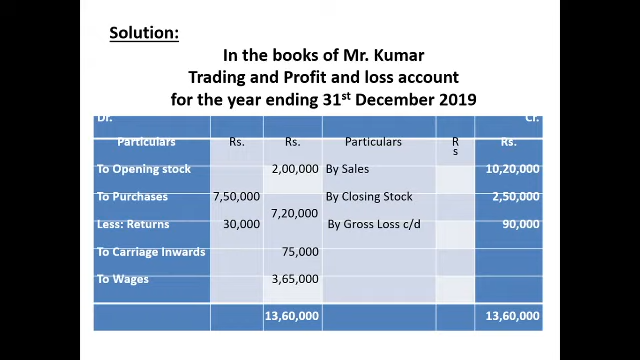 Solution:
In the books of Mr. Kumar
Trading and Profit and loss account
for the year ending 31st December 2019
Dr. Cr.
Particulars Rs. Rs. Particulars Rs Rs.
To Opening stock 2,00,000 By Sales 10,20,000
To Purchases 7,50,000 By Closing Stock 2,50,000
7,20,000
Less: Returns 30,000 By Gross Loss c/d 90,000
To Carriage Inwards 75,000
To Wages 3,65,000
13,60,000 13,60,000